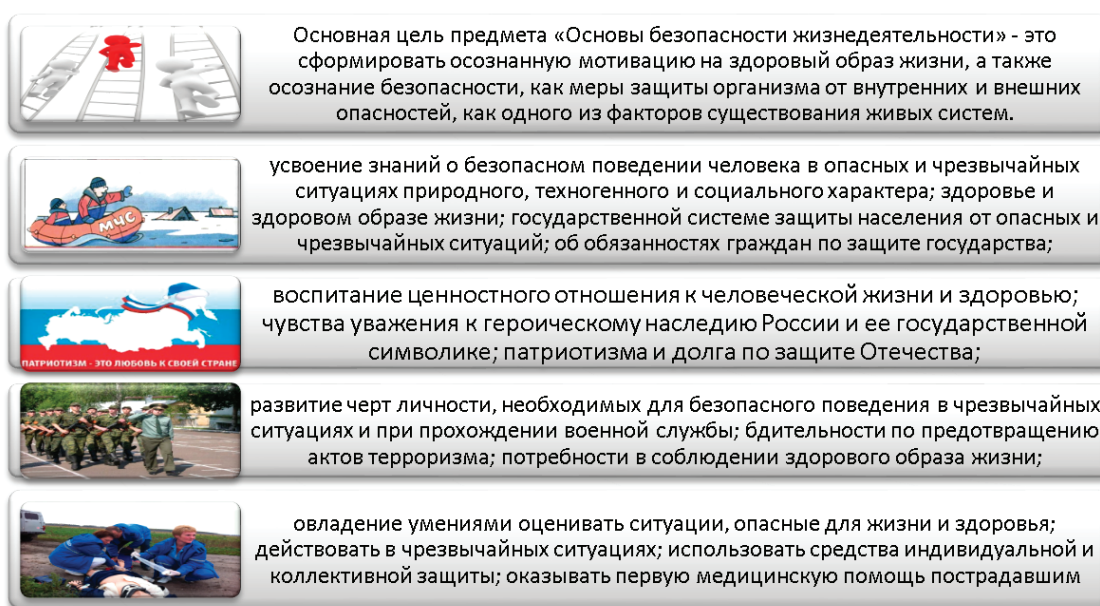 Основная цель предмета «Основы безопасности жизнедеятельности» - это
сформировать осознанную мотивацию на здоровый образ жизни, а также
осознание безопасности, как меры защиты организма от внутренних и внешних
опасностей, как одного из факторов существования живых систем.
усвоение знаний о безопасном поведении человека в опасных и чрезвычайных
ситуациях природного, техногенного и социального характера; здоровье и
здоровом образе жизни; государственной системе защиты населения от опасных и
чрезвычайных ситуаций; об обязанностях граждан по защите государства;
МЧС
воспитание ценностного отношения к человеческой жизни и здоровью;
чувства уважения к героическому наследию России и ее государственной
символике; патриотизма и долга по защите Отечества;
ПАТРИОТИЗМ - ЭТО ЛЮБОВЬ К СВОЕЙ СТРАНЕ
развитие черт личности, необходимых для безопасного поведения в чрезвычайных
ситуациях и при прохождении военной службы; бдительности по предотвращению
актов терроризма; потребности в соблюдении здорового образа жизни;
овладение умениями оценивать ситуации, опасные для жизни и здоровья;
действовать в чрезвычайных ситуациях; использовать средства индивидуальной и
коллективной защиты; оказывать первую медицинскую помощь пострадавшим